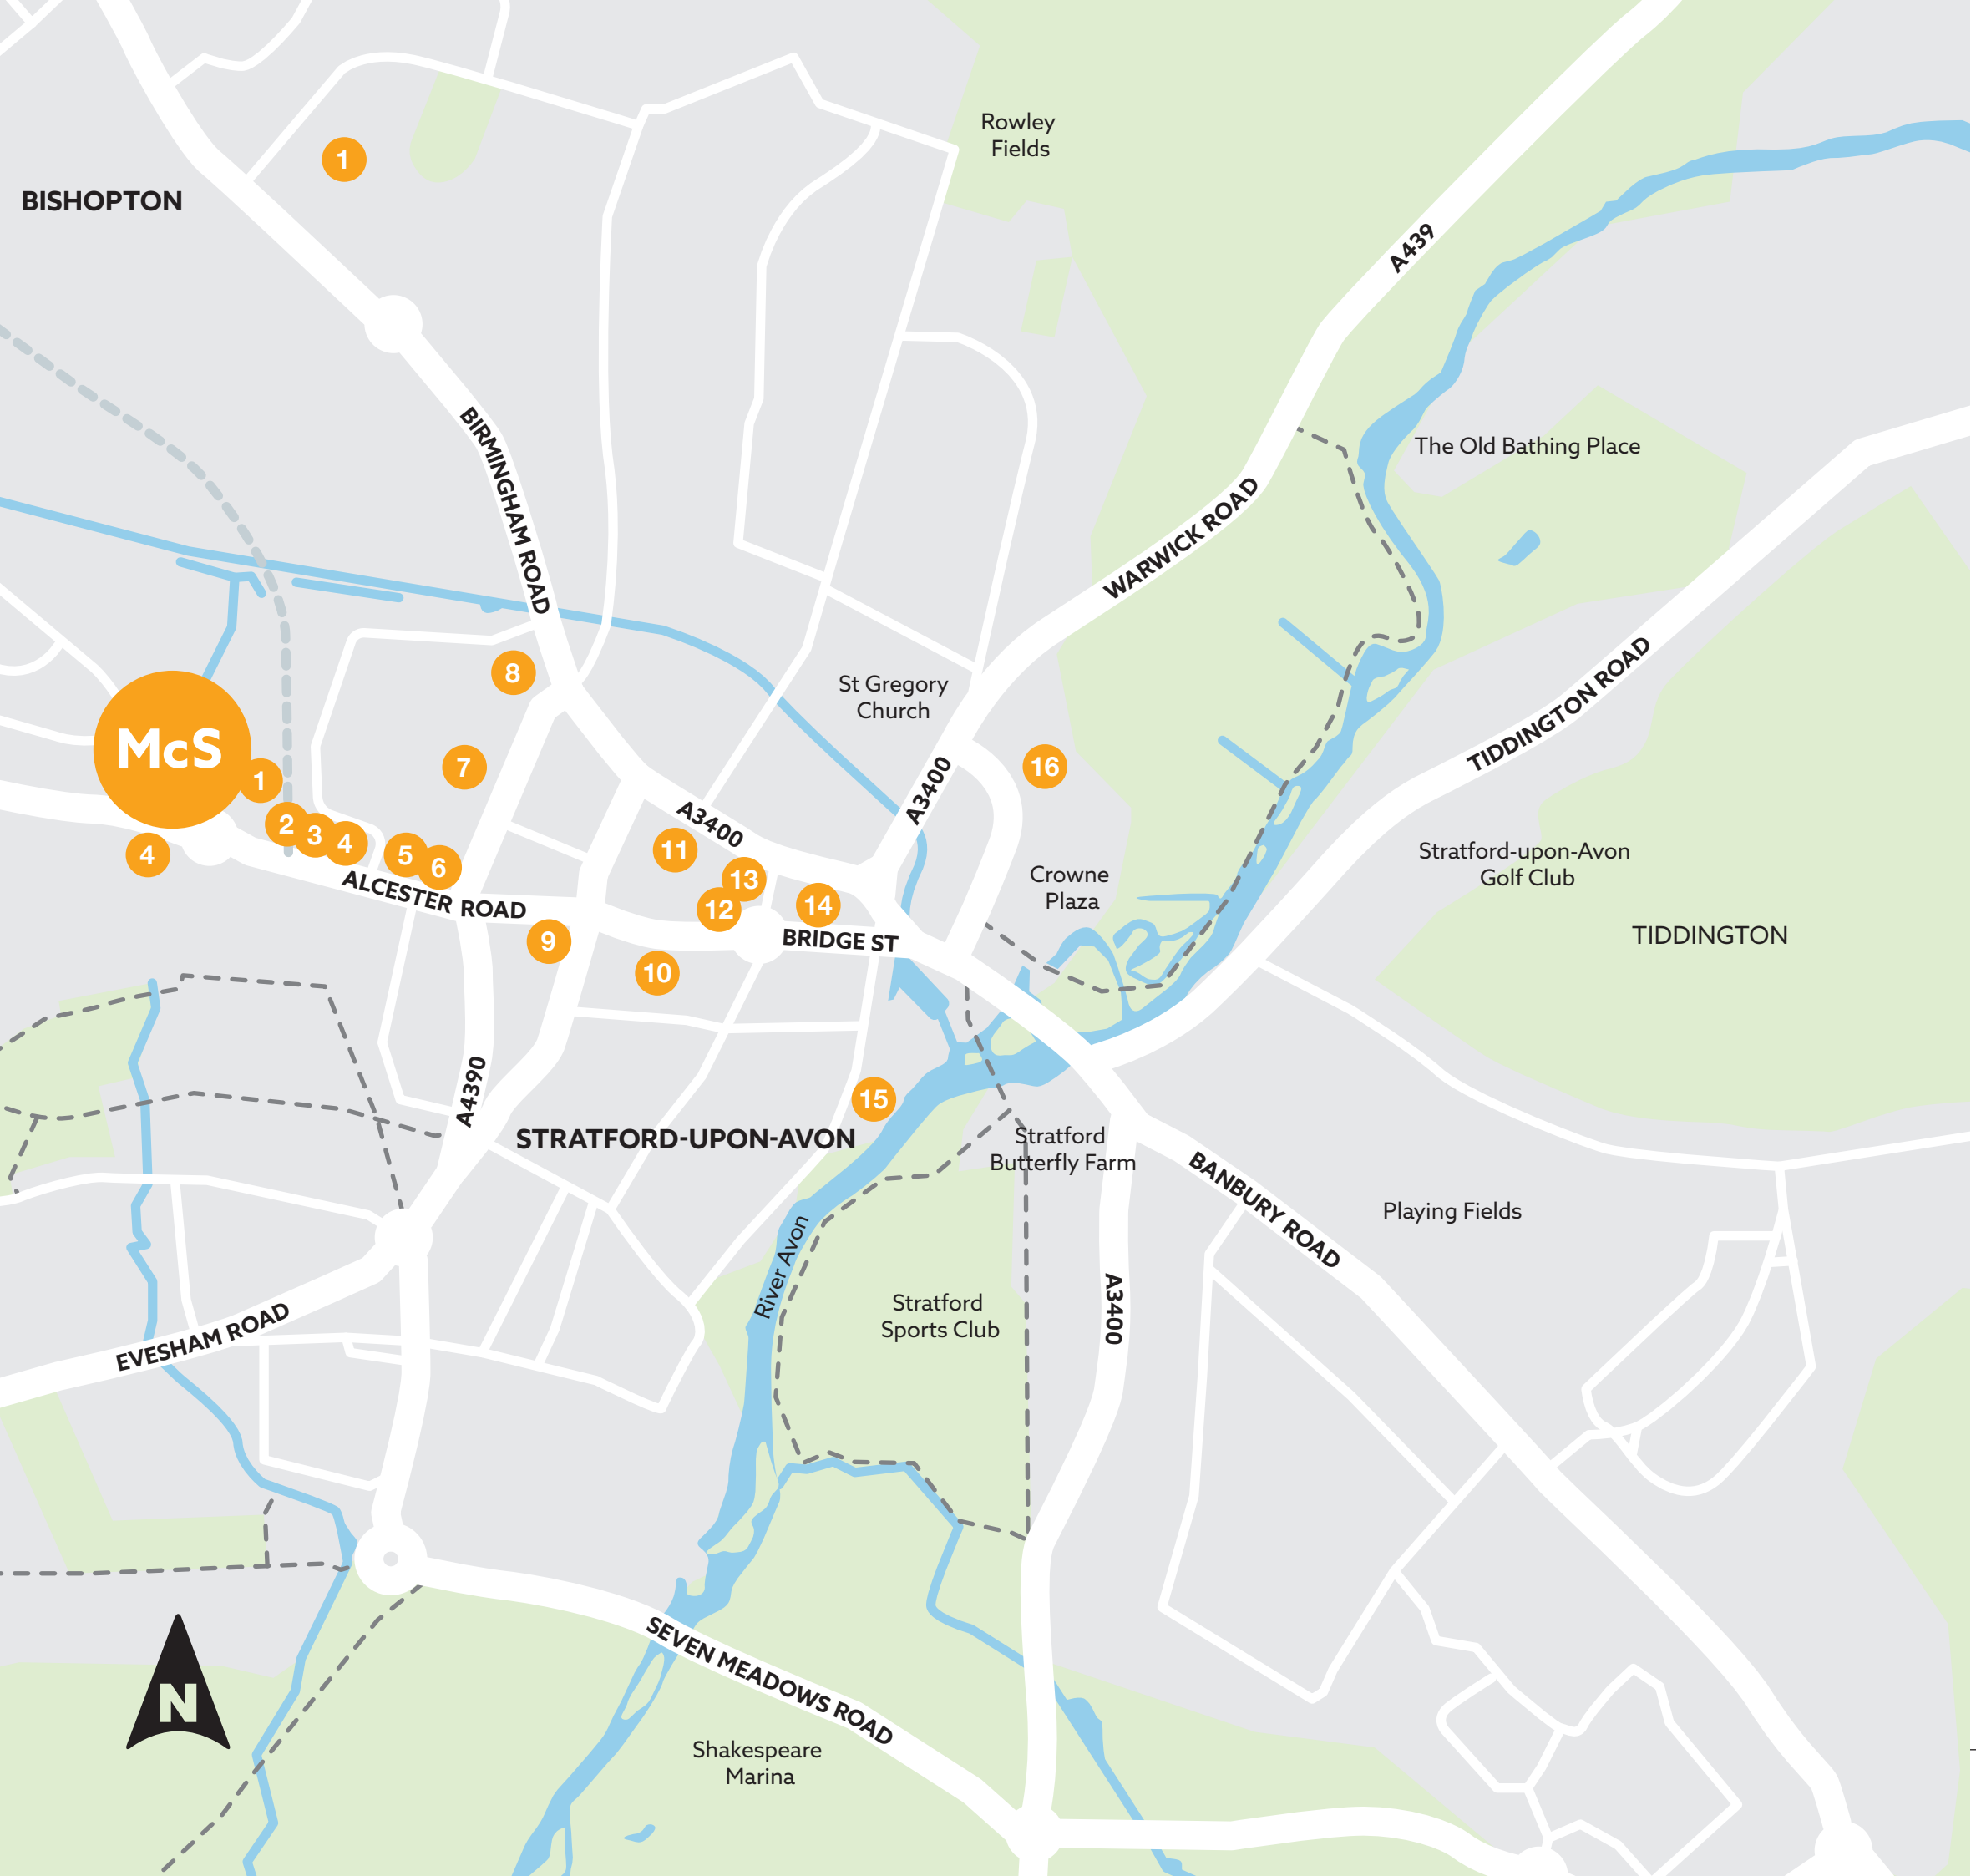 Rowley
Fields
1
BISHOPTON
A439
BIRMINGHAM ROAD
The Old Bathing Place
WARWICK ROAD
8
St Gregory
Church
TIDDINGTON ROAD
McS
1
7
16
A3400
A3400
2
3
4
4
5
6
11
13
12
14
Crowne
Plaza
Stratford-upon-Avon
Golf Club
ALCESTER ROAD
9
BRIDGE ST
TIDDINGTON
10
A4390
15
STRATFORD-UPON-AVON
Stratford
Butterfly Farm
BANBURY ROAD
Playing Fields
River Avon
EVESHAM ROAD
Stratford
Sports Club
A3400
SEVEN MEADOWS ROAD
N
Shakespeare
Marina